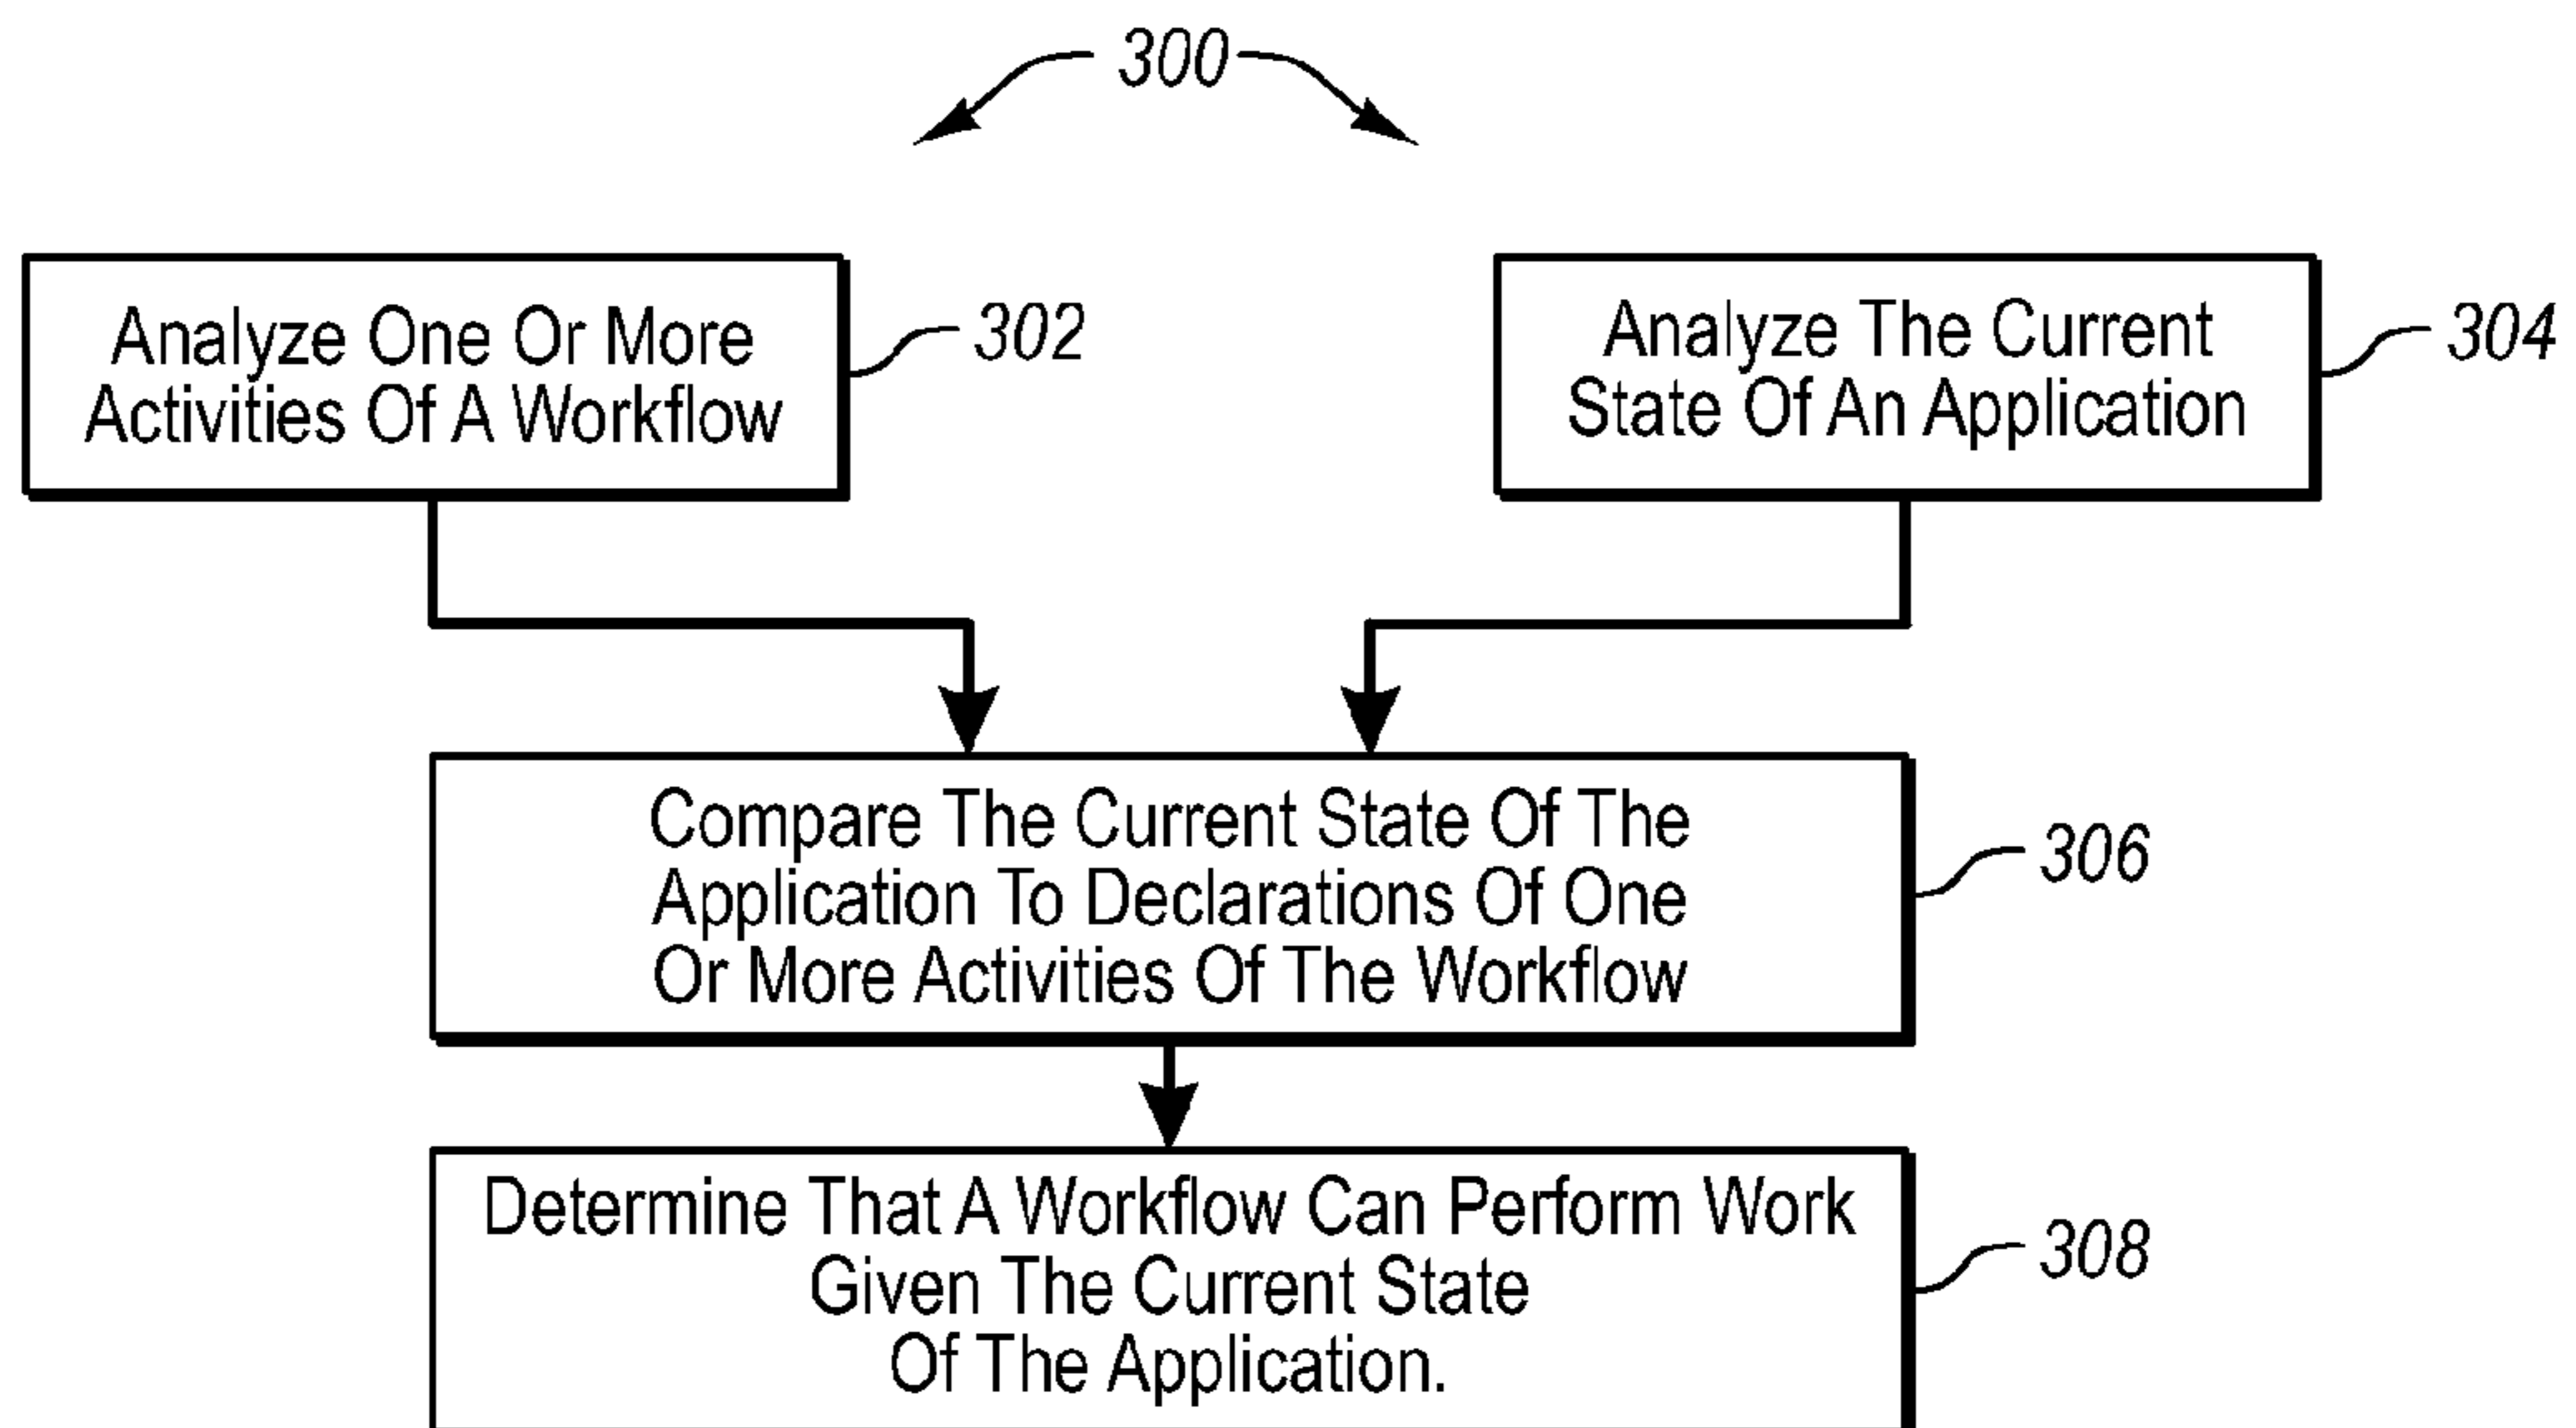 300
Analyze One Or More
Activities Of A Workflow
302
Analyze The Current
State Of An Application
304
Compare The Current State Of The
Application To Declarations Of One
Or More Activities Of The Workflow
306
Determine That A Workflow Can Perform Work
Given The Current State
Of The Application.
308